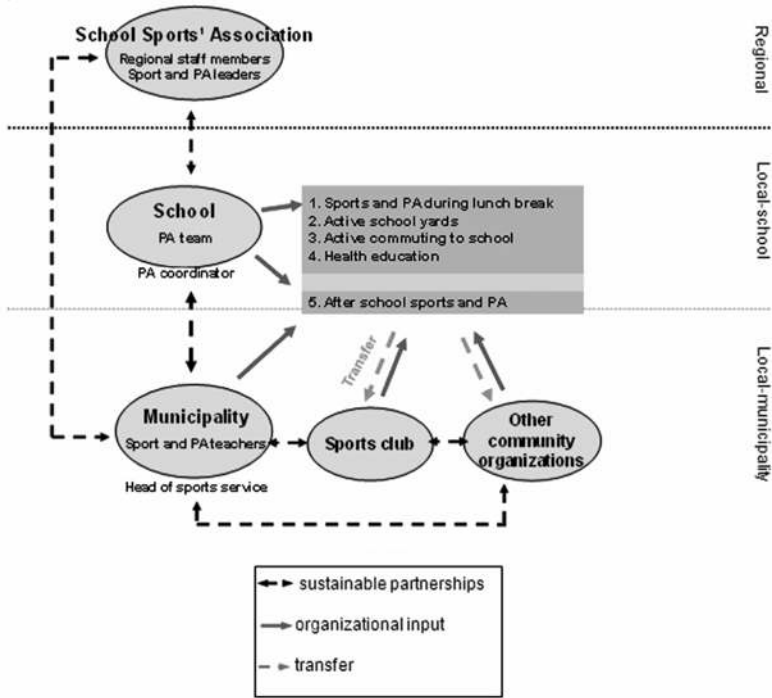 School Sports' Association
Regional staff members
Sport and PA leaders
Regional
School
PA team
PA coordinator
1. Sports and PA during lunch break
2. Active school yards
3. Active commuting to school
4. Health education
5. After school sports and PA
Local-school
Transfer
Municipality
Sport and PA teachers
Head of sports service
Sports club
Other
community
organizations
Local-municipality
sustainable partnerships
organizational input
transfer